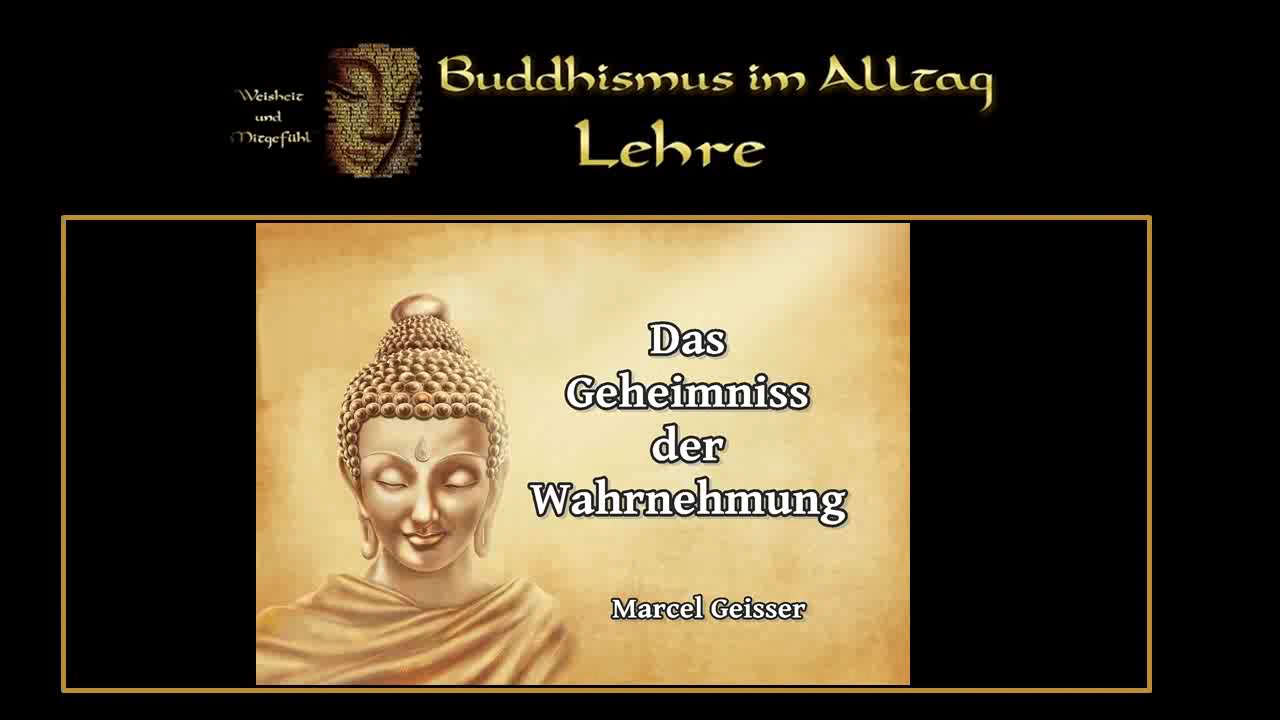 Weisheit
und
Mitgefühl
Buddhismus im Alltag
Lehre
Das
Geheimniss
der
Wahrnehmung
Marcel Geisser